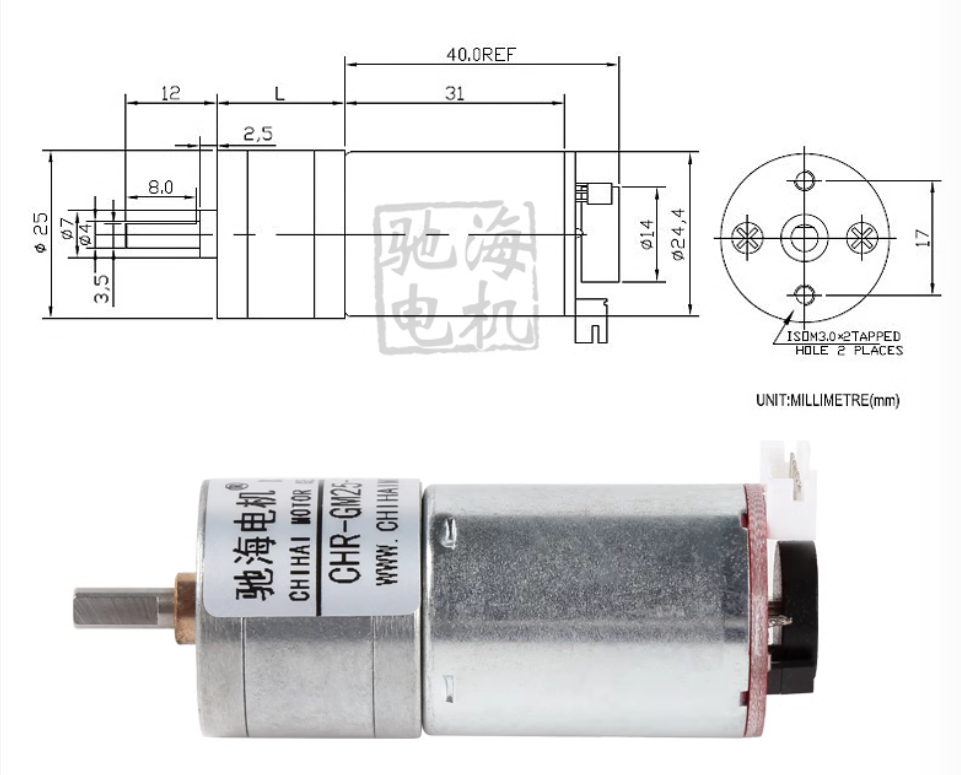 40.0REF
12
L
31
2,5
8.0
ϕ25
ϕ7
ϕ4
3,5
ϕ14
ϕ24,4
17
驰海
电机
ISOM3.0×2TAPPED
HOLE 2 PLACES
UNIT:MILLIMETRE(mm)
驰海电机®
CHIHAI MOTOR
CHR-GM25-
WWW. CHIHAI